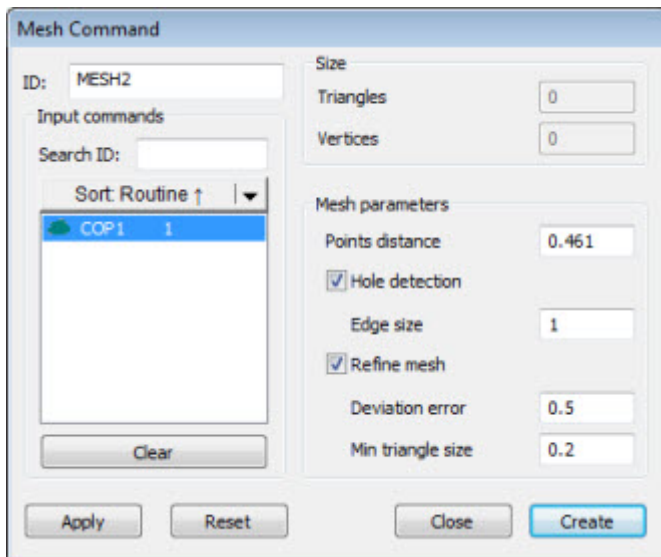 Mesh Command
ID: MESH2
Input commands
Search ID:
Sort: Routine ↑
COP1 1
Clear
Size
Triangles 0
Vertices 0
Mesh parameters
Points distance 0.461
Hole detection
Edge size 1
Refine mesh
Deviation error 0.5
Min triangle size 0.2
Apply Reset Close Create